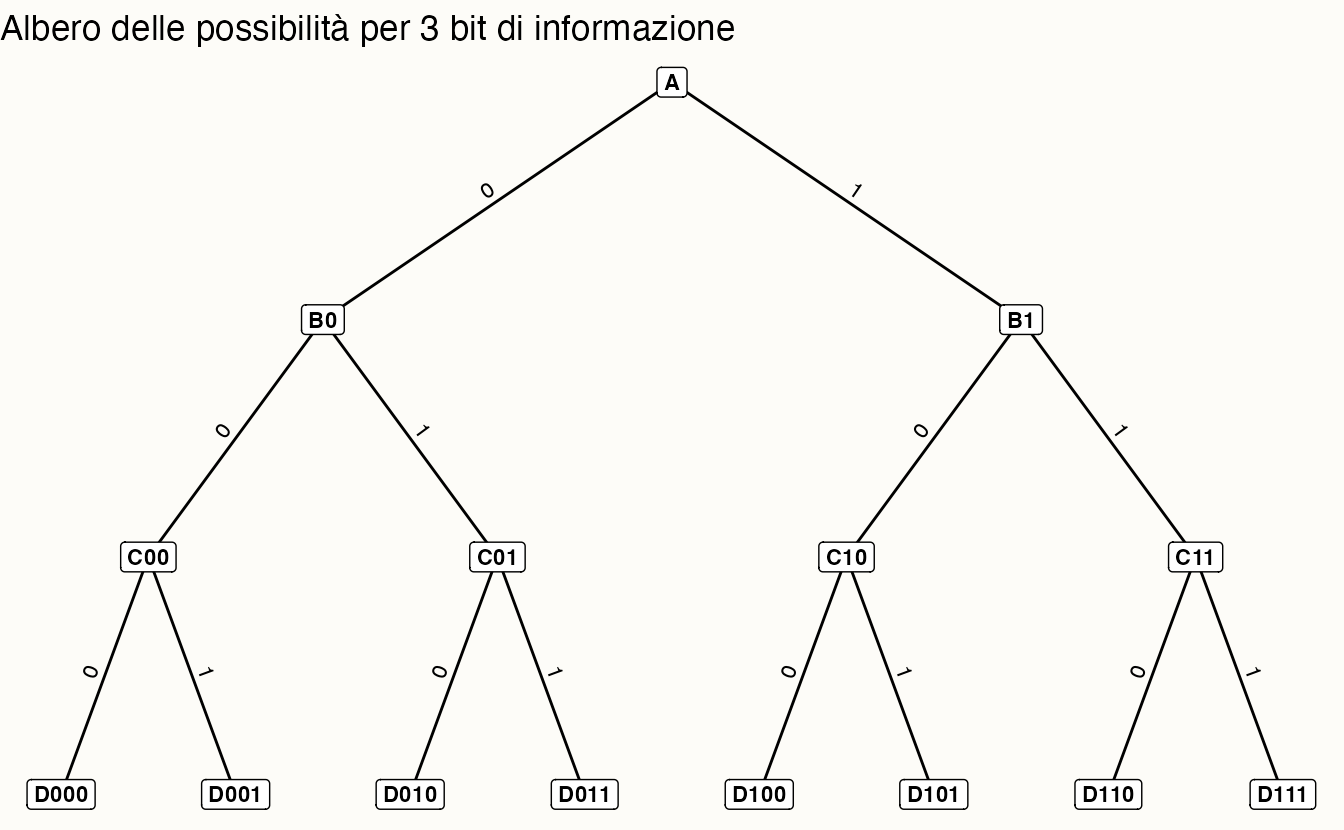 Albero delle possibilità per 3 bit di informazione
A
0 1
B0 B1
0 1 0 1
C00 C01 C10 C11
0 1 0 1 0 1 0 1
D000 D001 D010 D011 D100 D101 D110 D111